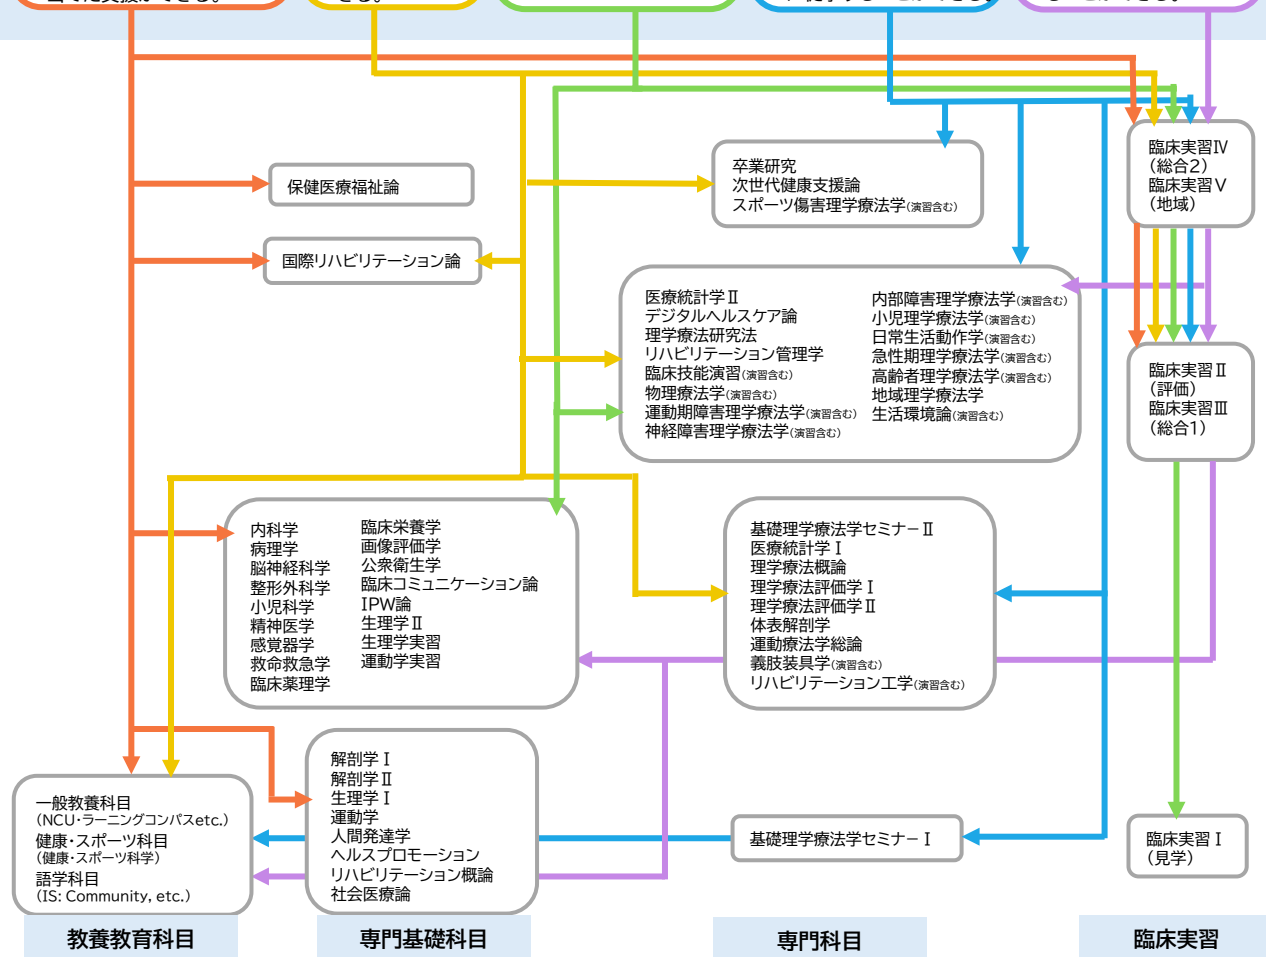 保健医療福祉論
国際リハビリテーション論
卒業研究
次世代健康支援論
スポーツ傷害理学療法学(演習含む)
臨床実習Ⅳ
(総合2)
臨床実習Ⅴ
(地域)
医療統計学Ⅱ
デジタルヘルスケア論
理学療法研究法
リハビリテーション管理学
臨床技能演習(演習含む)
物理療法学(演習含む)
運動期障害理学療法学(演習含む)
神経障害理学療法学(演習含む)
内部障害理学療法学(演習含む)
小児理学療法学(演習含む)
日常生活動作学(演習含む)
急性期理学療法学(演習含む)
高齢者理学療法学(演習含む)
地域理学療法学
生活環境論(演習含む)
臨床実習Ⅱ
(評価)
臨床実習Ⅲ
(総合1)
内科学
病理学
脳神経科学
整形外科学
小児科学
精神医学
感覚器学
救命救急学
臨床薬理学
臨床栄養学
画像評価学
公衆衛生学
臨床コミュニケーション論
IPW論
生理学Ⅱ
生理学実習
運動学実習
基礎理学療法学セミナーⅡ
医療統計学Ⅰ
理学療法概論
理学療法評価学Ⅰ
理学療法評価学Ⅱ
体表解剖学
運動療法学総論
義肢装具学(演習含む)
リハビリテーション工学(演習含む)
一般教養科目
(NCU・ラーニングコンパスetc.)
健康・スポーツ科目
(健康・スポーツ科学)
語学科目
(IS: Community, etc.)
解剖学Ⅰ
解剖学Ⅱ
生理学Ⅰ
運動学
人間発達学
ヘルスプロモーション
リハビリテーション概論
社会医療論
基礎理学療法学セミナーⅠ
臨床実習Ⅰ
(見学)
教養教育科目
専門基礎科目
専門科目
臨床実習